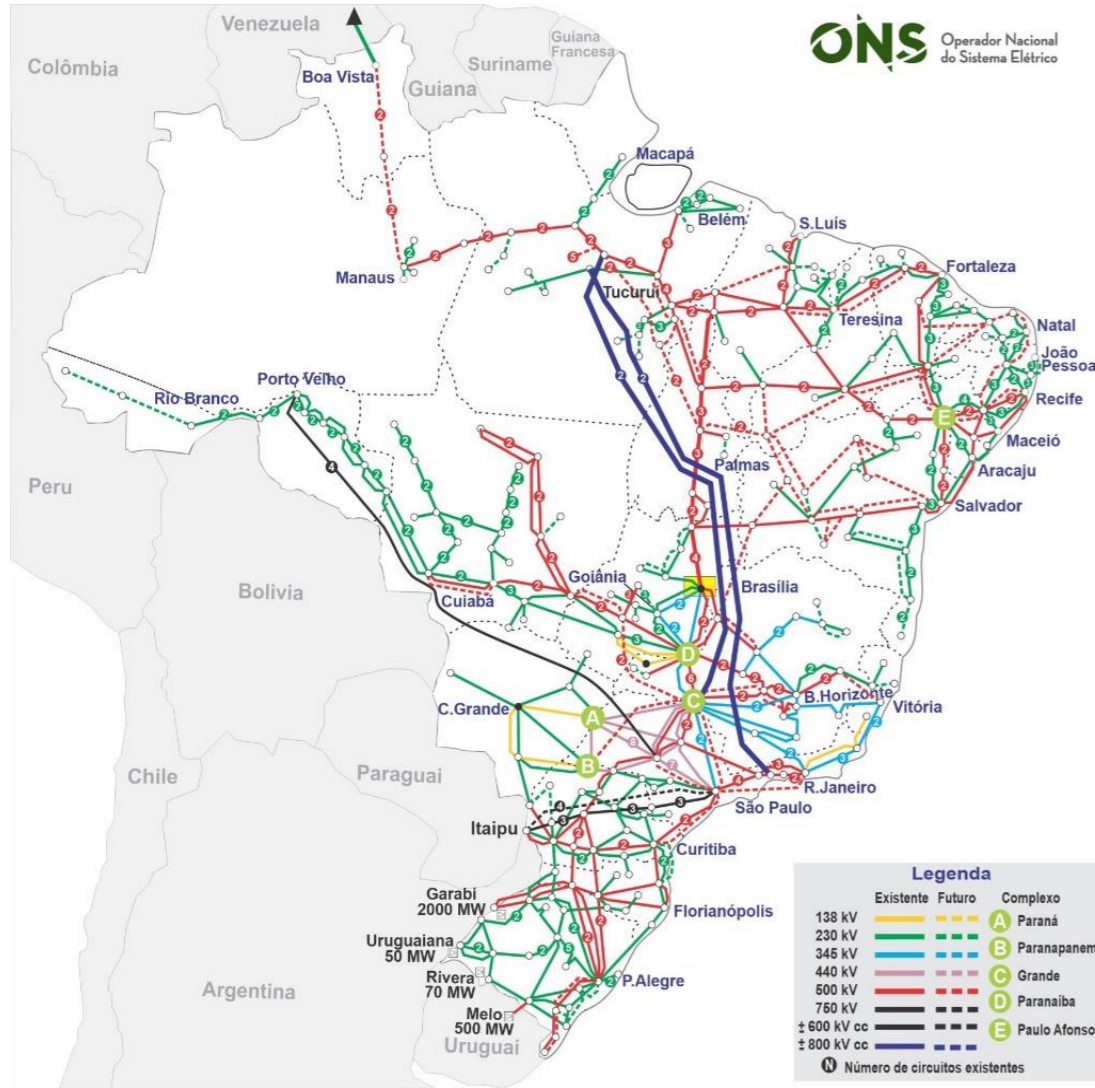 Venezuela
Guiana
Francesa
Suriname
Guiana
Colômbia
Boa Vista
ONS
Operador Nacional
do Sistema Elétrico
Macapá
Belém
S.Luís
Fortaleza
Manaus
Tucuruí
Teresina
Natal
João
Pessoa
Recife
Porto Velho
Rio Branco
E
Maceió
Aracaju
Palmas
Salvador
Peru
Bolívia
Cuiabá
Goiânia
Brasília
D
C
B.Horizonte
Vitória
C.Grande
A
B
Chile
Paraguai
R.Janeiro
São Paulo
Itaipu
Curitiba
Garabi
2000 MW
Florianópolis
Uruguaiana
50 MW
Rivera
70 MW
P.Alegre
Melo
500 MW
Argentina
Uruguai
Legenda
Existente Futuro Complexo
138 kV A Paraná
230 kV
345 kV B Paranapanem
440 kV C Grande
500 kV
750 kV D Paranaíba
± 600 kV cc E Paulo Afonso
± 800 kV cc
N Número de circuitos existentes